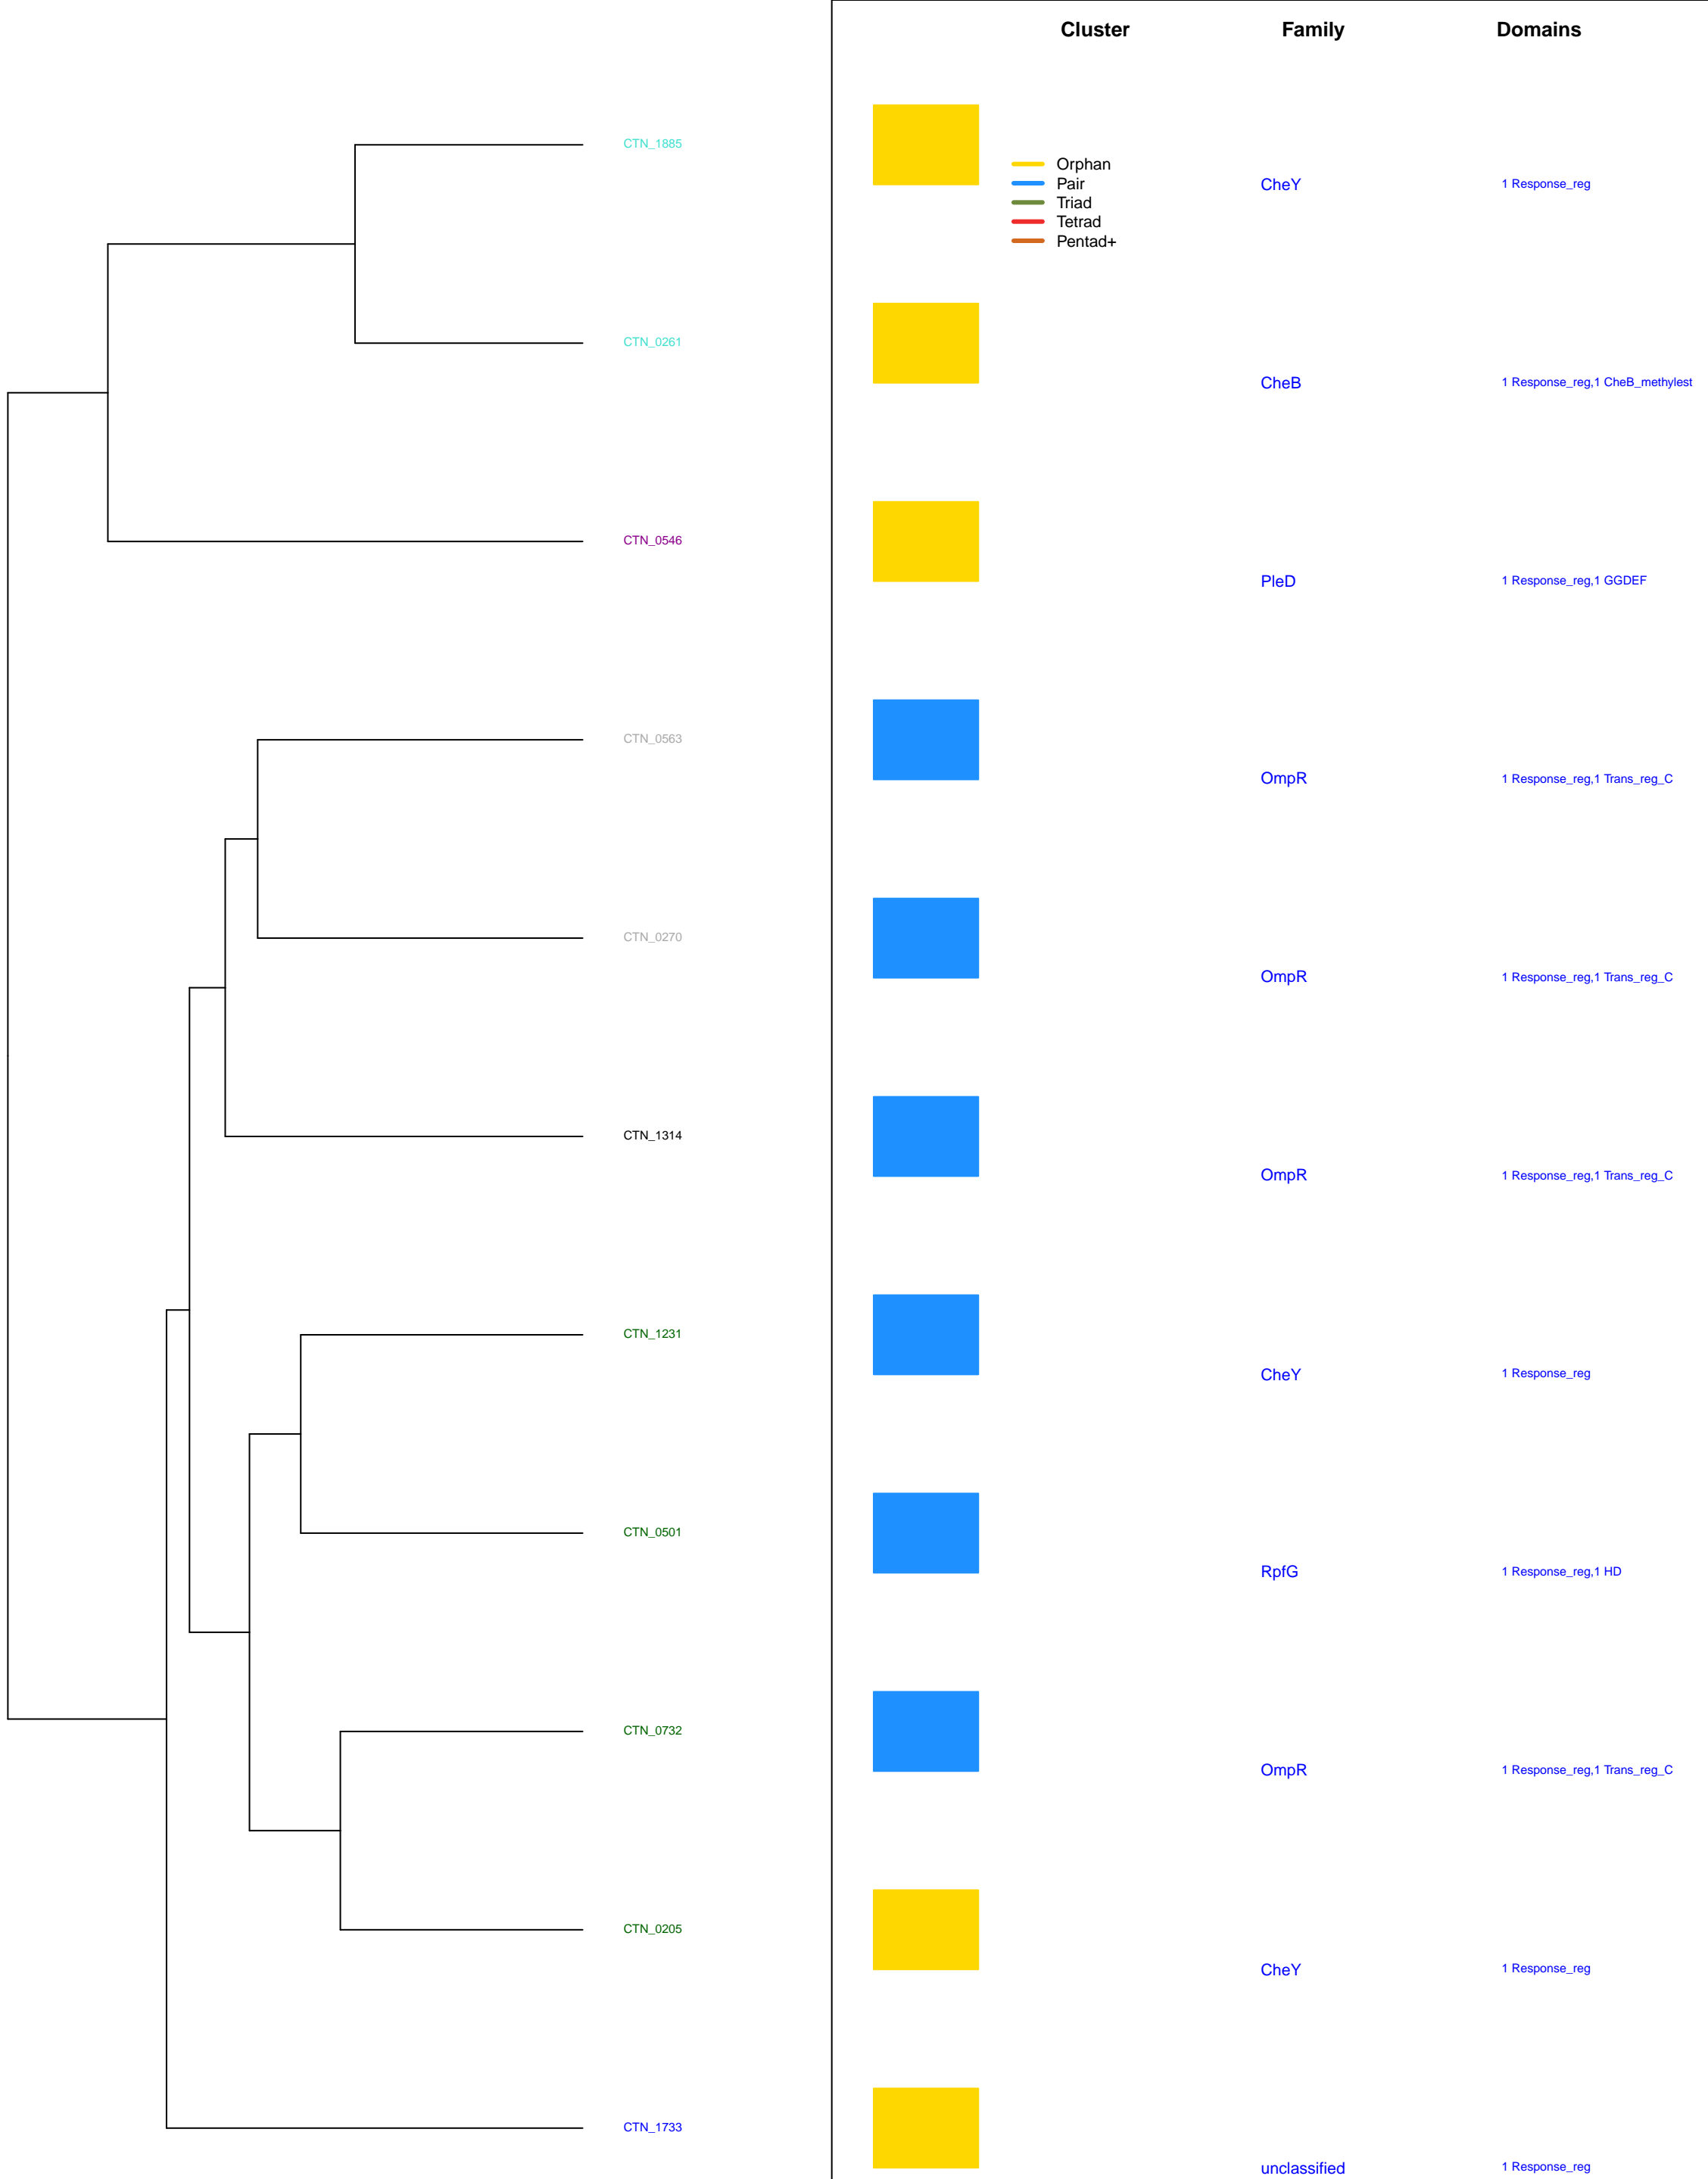 Cluster Family Domains
CTN_1885
Orphan
Pair
Triad
Tetrad
Pentad+
CheY 1 Response_reg
CTN_0261
CheB 1 Response_reg,1 CheB_methylest
CTN_0546
PleD 1 Response_reg,1 GGDEF
CTN_0563
OmpR 1 Response_reg,1 Trans_reg_C
CTN_0270
OmpR 1 Response_reg,1 Trans_reg_C
CTN_1314
OmpR 1 Response_reg,1 Trans_reg_C
CTN_1231
CheY 1 Response_reg
CTN_0501
RpfG 1 Response_reg,1 HD
CTN_0732
OmpR 1 Response_reg,1 Trans_reg_C
CTN_0205
CheY 1 Response_reg
CTN_1733
unclassified 1 Response_reg